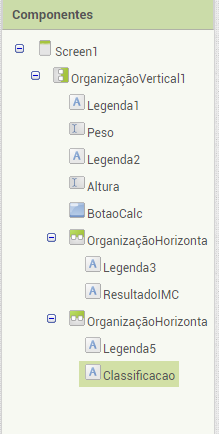 Componentes
Screen1
OrganizaçãoVertical1
Legenda1
Peso
Legenda2
Altura
BotaoCalc
OrganizaçãoHorizonta
Legenda3
ResultadoIMC
OrganizaçãoHorizonta
Legenda5
Classificacao